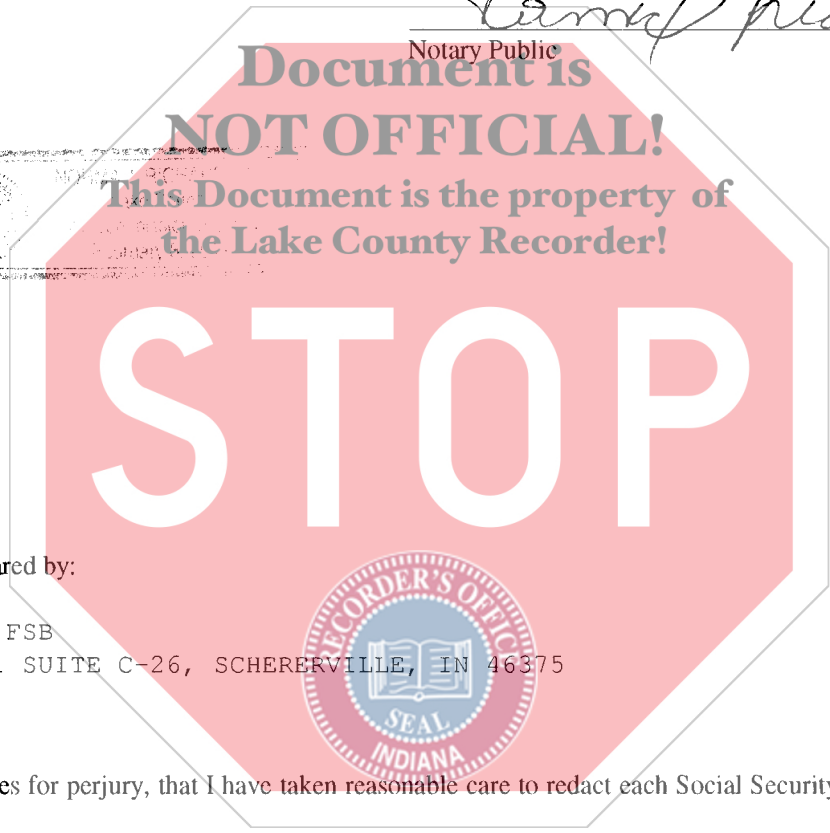 Notary Public
Document is
NOT OFFICIAL!
This Document is the property of
the Lake County Recorder!
STOP
ared by:
FSB
SUITE C-26, SCHERERVILLE, IN 46375
RECORDER'S OFFICE
SEAL
INDIANA
es for perjury, that I have taken reasonable care to redact each Social Security